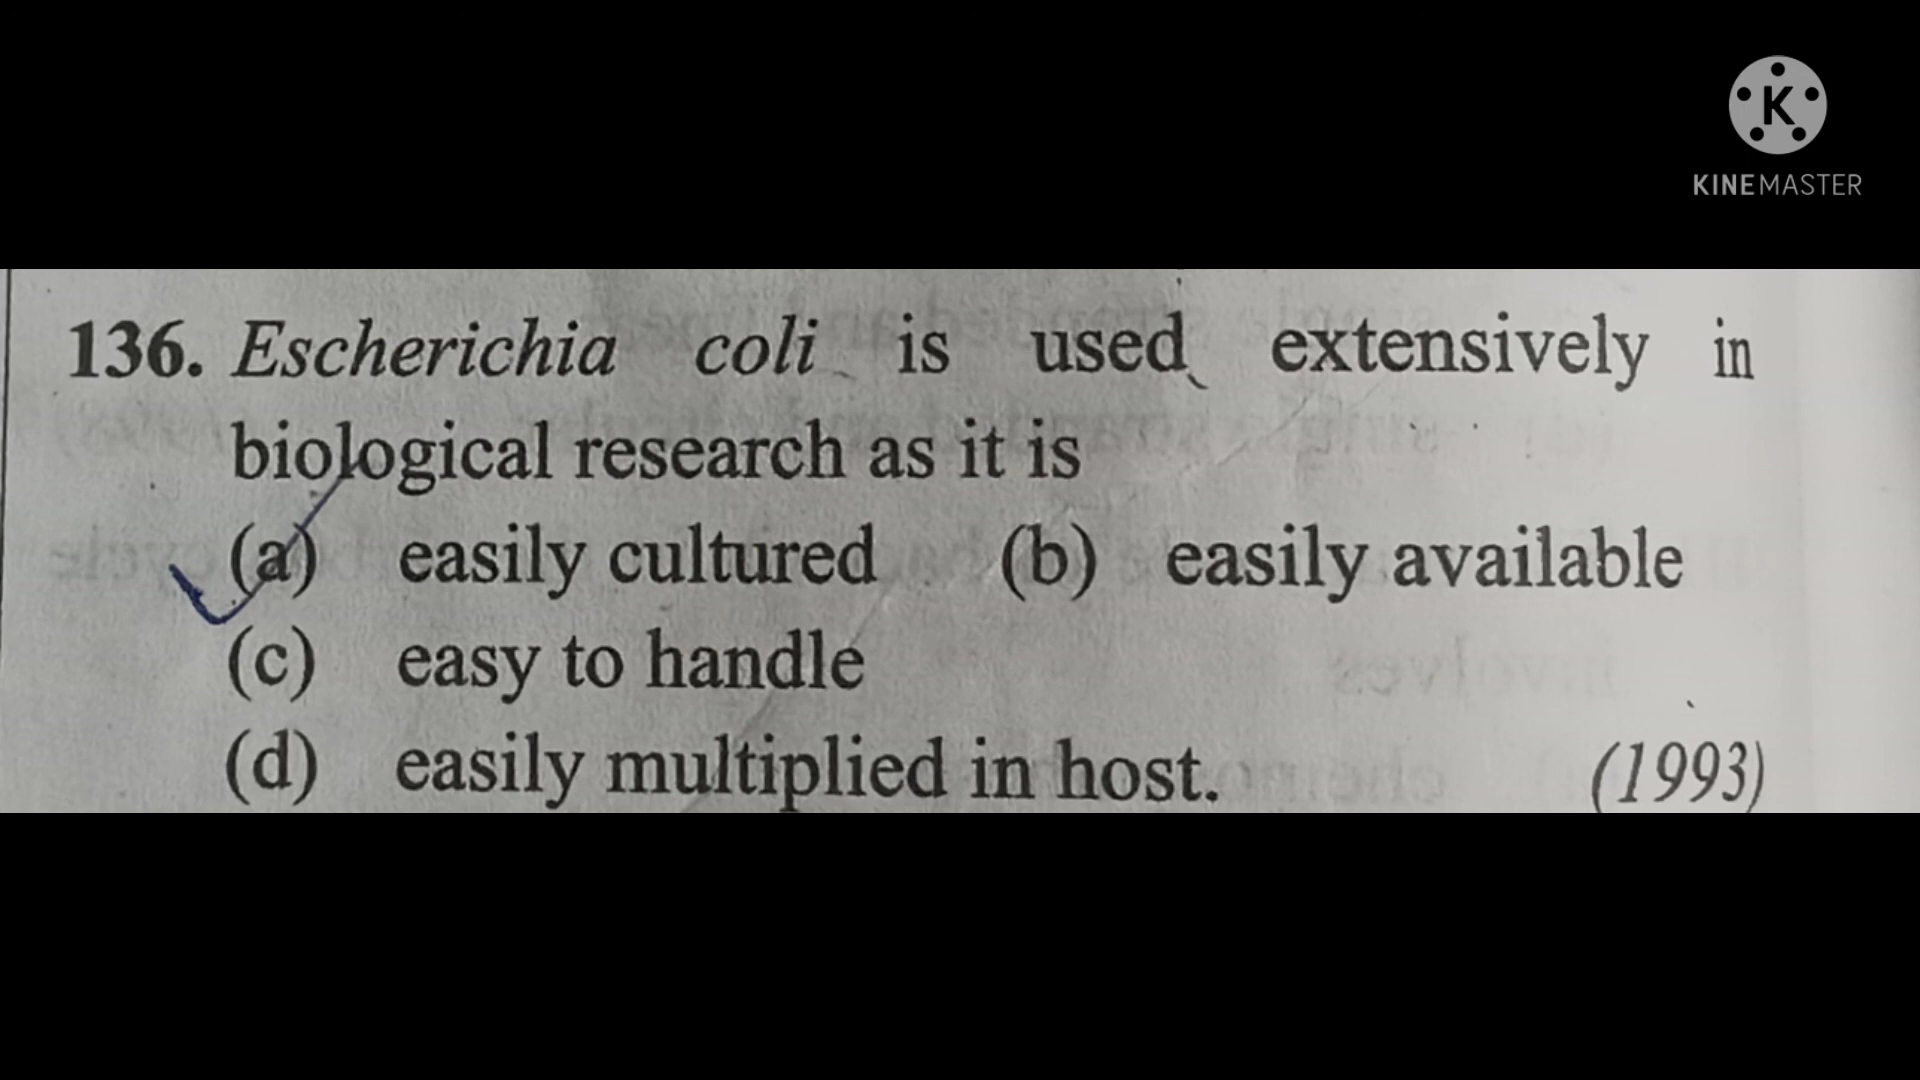 K
KINEMASTER
136. Escherichia coli is used extensively in
biological research as it is
(a) easily cultured (b) easily available
(c) easy to handle
(d) easily multiplied in host. (1993)